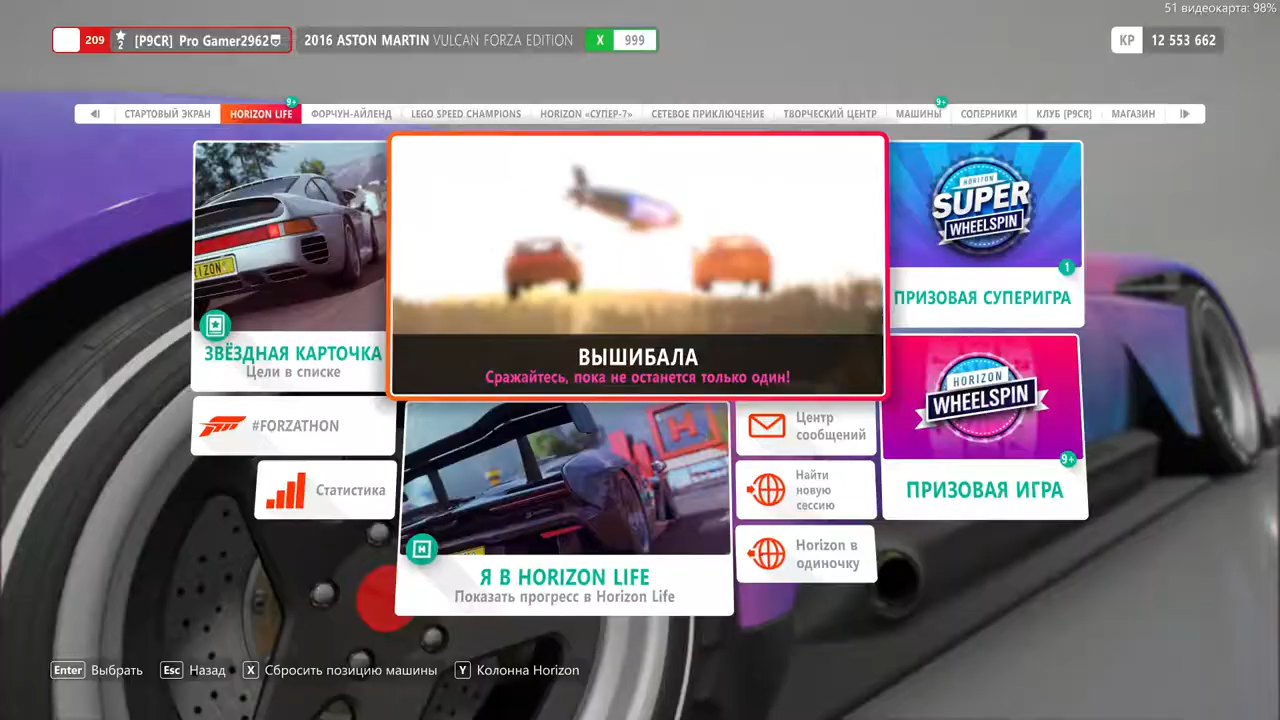 51 видеокарта: 98%
209 2 [P9CR] Pro Gamer2962 2016 ASTON MARTIN VULCAN FORZA EDITION X 999 КР 12 553 662
9+ 9+
СТАРТОВЫЙ ЭКРАН HORIZON LIFE ФОРЧУН-АЙЛЕНД LEGO SPEED CHAMPIONS HORIZON «СУПЕР-7» СЕТЕВОЕ ПРИКЛЮЧЕНИЕ ТВОРЧЕСКИЙ ЦЕНТР МАШИНЫ СОПЕРНИКИ КЛУБ [P9CR] МАГАЗИН
RIZON
ЗВЁЗДНАЯ КАРТОЧКА
Цели в списке
#FORZATHON
Статистика
ВЫШИБАЛА
Сражайтесь, пока не останется только один!
Я В HORIZON LIFE
Показать прогресс в Horizon Life
Центр
сообщений
Найти
новую
сессию
Horizon в
одиночку
HORIZON
SUPER
WHEELSPIN
1
ПРИЗОВАЯ СУПЕРИГРА
HORIZON
WHEELSPIN
9+
ПРИЗОВАЯ ИГРА
Enter Выбрать Esc Назад X Сбросить позицию машины Y Колонна Horizon